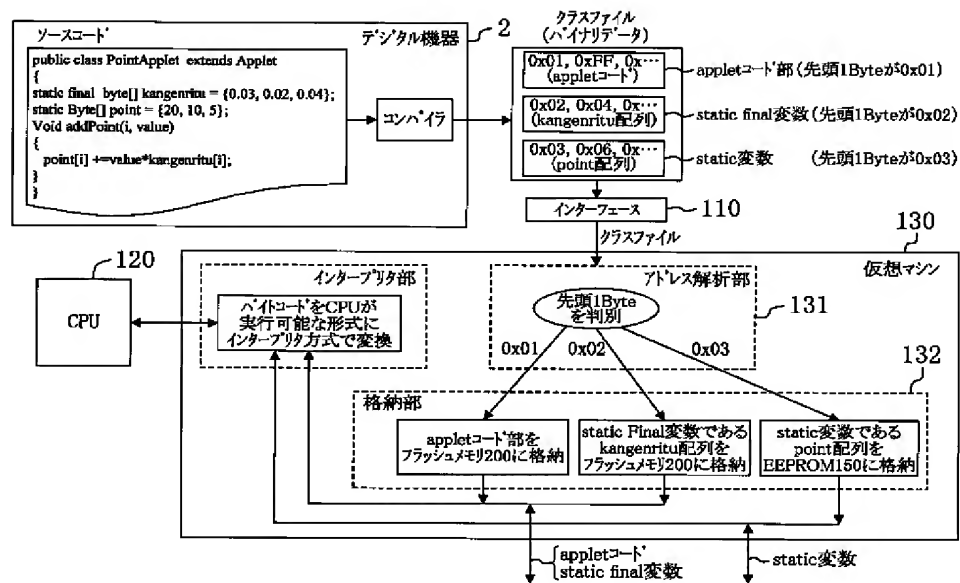 ソースコード
デジタル機器
2
public class PointApplet extends Applet
{
static final byte[] kangenritu = {0.03, 0.02, 0.04};
static Byte[] point = {20, 10, 5};
Void addPoint(i, value)
{
point[i] +=value*kangenritu[i];
}
}
コンパイラ
クラスファイル
(バイナリデータ)
0x01, 0xFF, 0x…
(appletコード)
appletコード部(先頭1Byteが0x01)
0x02, 0x04, 0x…
(kangenritu配列)
static final変数(先頭1Byteが0x02)
0x03, 0x06, 0x…
(point配列)
static変数 (先頭1Byteが0x03)
インターフェース
110
クラスファイル
130
仮想マシン
120
CPU
インタープリタ部
バイトコードをCPUが
実行可能な形式に
インタープリタ方式で変換
アドレス解析部
131
先頭1Byte
を判別
0x01
0x02
0x03
132
格納部
appletコード部を
フラッシュメモリ200に格納
static Final変数である
kangenritu配列を
フラッシュメモリ200に格納
static変数である
point配列を
EEPROM150に格納
appletコード
static final変数
static変数